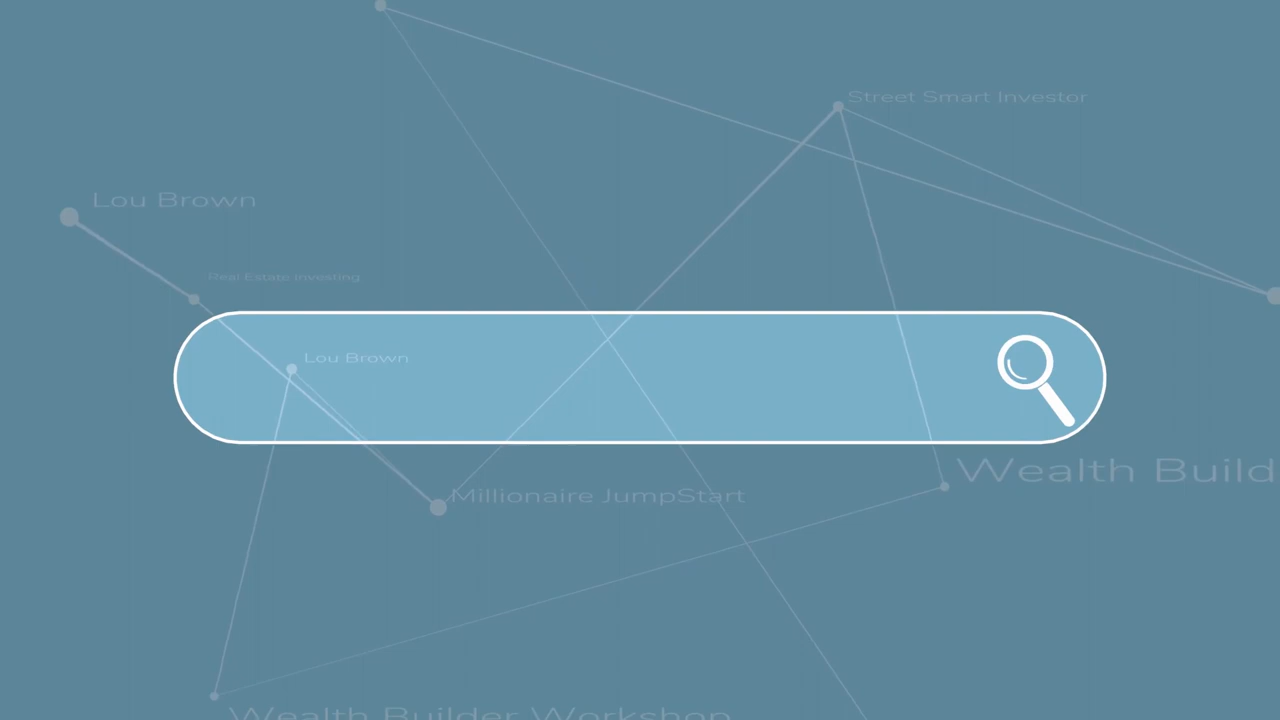 Street Smart Investor
Lou Brown
Real Estate Investing
Lou Brown
Wealth Build
Millionaire JumpStart
Wealth Builder Workshop